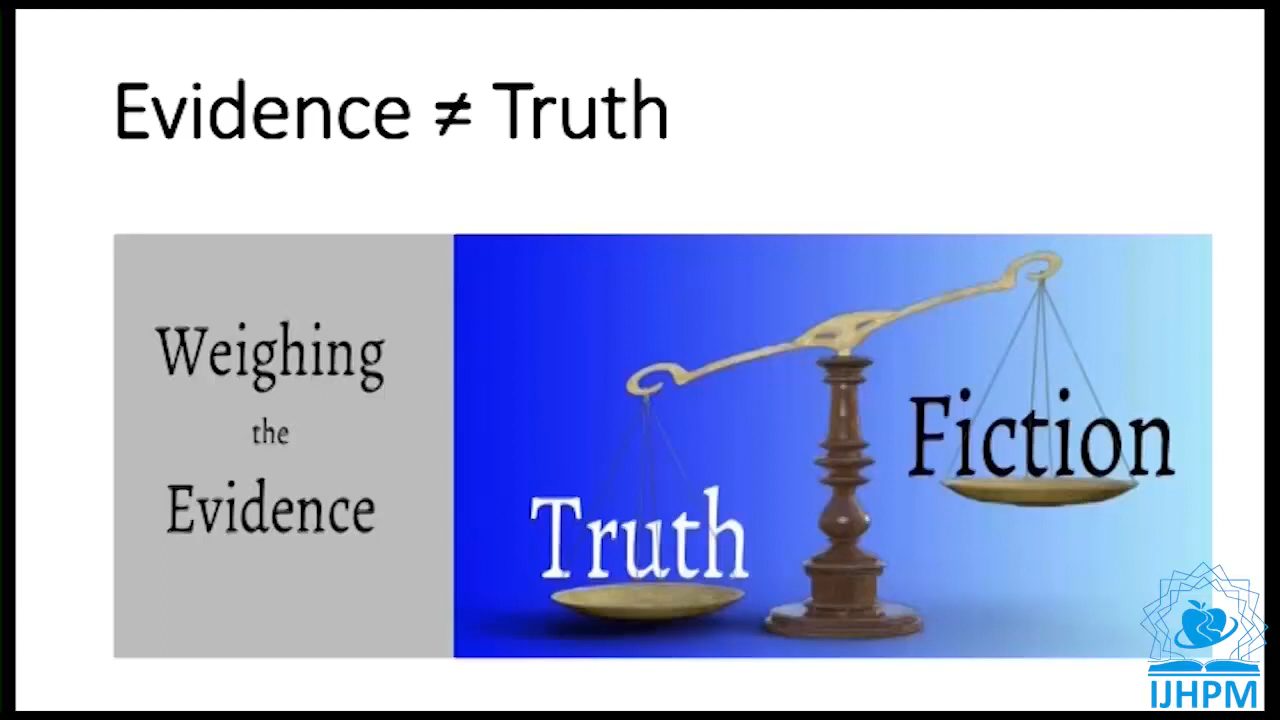 Evidence ≠ Truth
Weighing
the
Evidence
Truth
Fiction
IJHPM